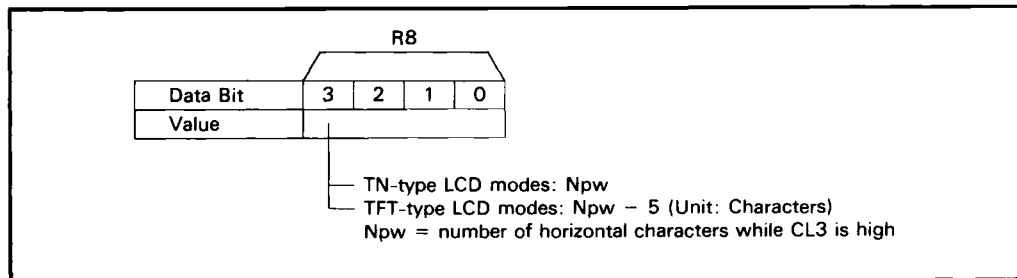 R8
Data Bit 3 2 1 0
Value
TN-type LCD modes: Npw
TFT-type LCD modes: Npw − 5 (Unit: Characters)
Npw = number of horizontal characters while CL3 is high